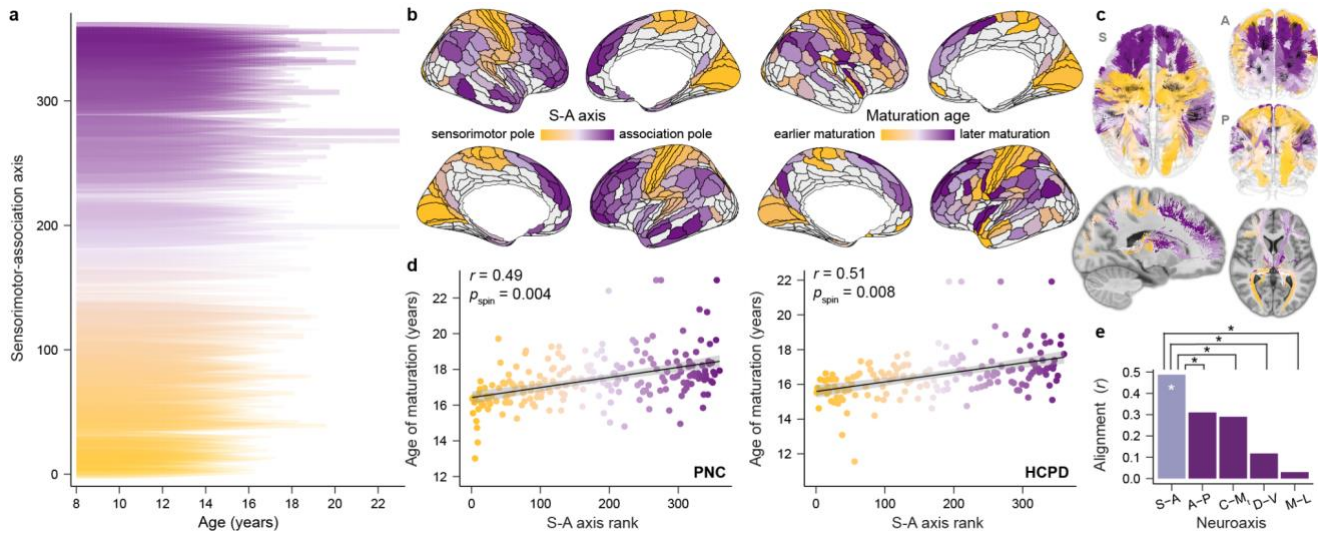 a
Sensorimotor-association axis
300
200
100
0
8 10 12 14 16 18 20 22
Age (years)
b
S-A axis
sensorimotor pole association pole
Maturation age
earlier maturation later maturation
c
S
A
P
d
r = 0.49
pspin = 0.004
Age of maturation (years)
22
20
18
16
14
12
0 100 200 300
S-A axis rank
PNC
r = 0.51
pspin = 0.008
Age of maturation (years)
22
20
18
16
14
12
0 100 200 300
S-A axis rank
HCPD
e
* 
*
*
*
Alignment (r)
0.5
0.4
0.3
0.2
0.1
0.0
*
S–A A–P C–Mt D–V M–L
Neuroaxis